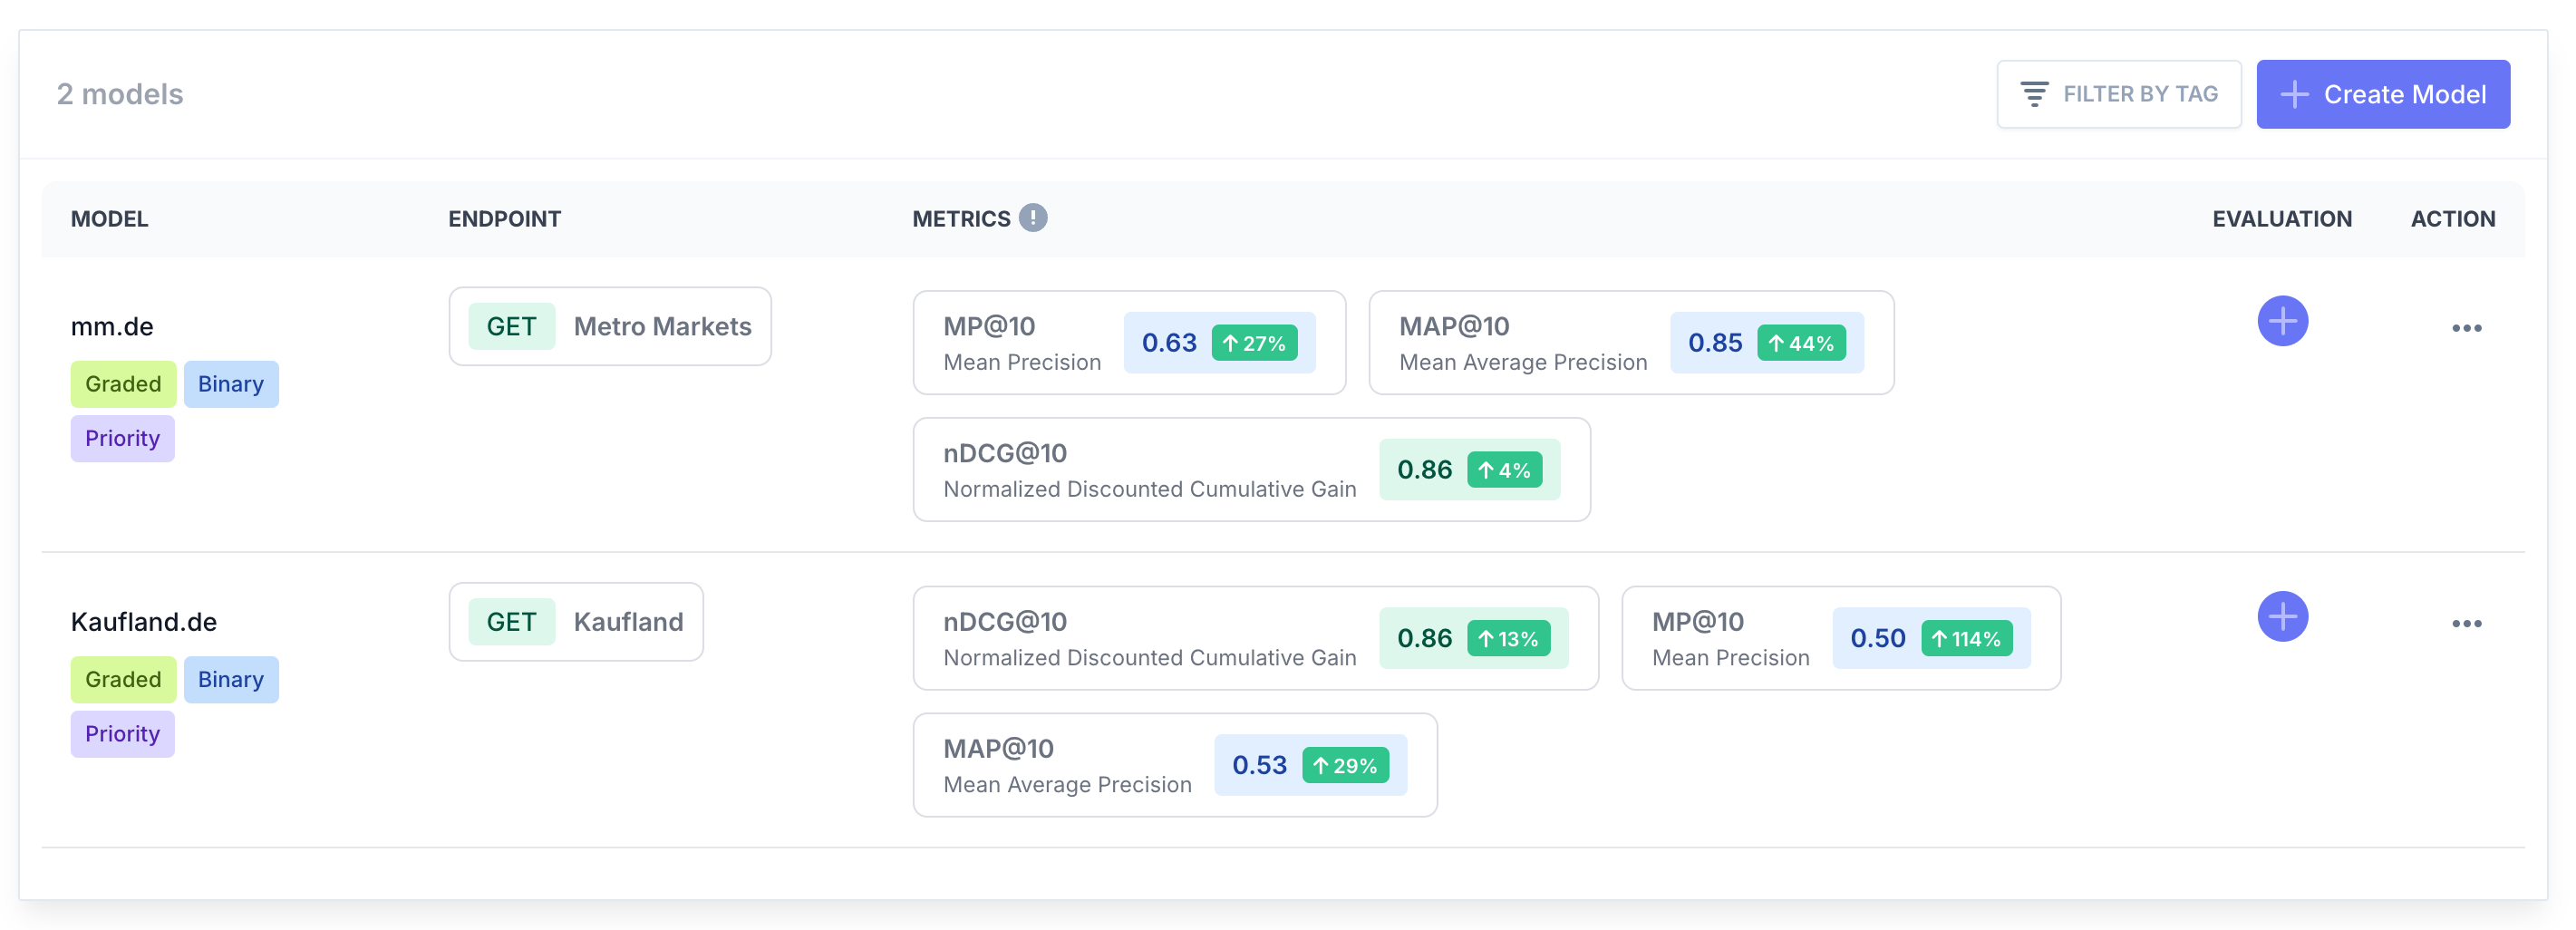 2 models
FILTER BY TAG
Create Model
MODEL
ENDPOINT
METRICS
EVALUATION
ACTION
mm.de
Graded
Binary
Priority
GET
Metro Markets
MP@10
Mean Precision
0.63
27%
MAP@10
Mean Average Precision
0.85
44%
nDCG@10
Normalized Discounted Cumulative Gain
0.86
4%
Kaufland.de
Graded
Binary
Priority
GET
Kaufland
nDCG@10
Normalized Discounted Cumulative Gain
0.86
13%
MP@10
Mean Precision
0.50
114%
MAP@10
Mean Average Precision
0.53
29%